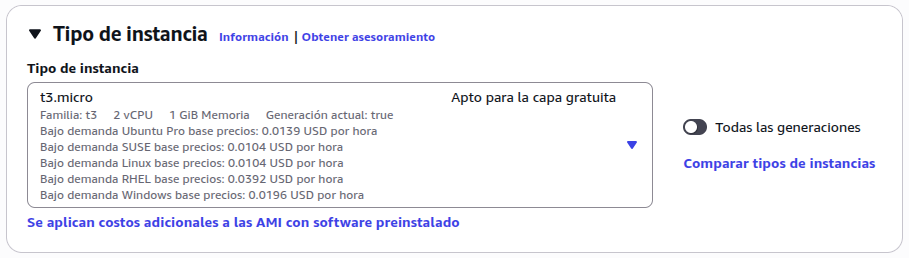 Tipo de instancia Información | Obtener asesoramiento
Tipo de instancia
t3.micro Apto para la capa gratuita
Familia: t3 2 vCPU 1 GiB Memoria Generación actual: true
Bajo demanda Ubuntu Pro base precios: 0.0139 USD por hora
Bajo demanda SUSE base precios: 0.0104 USD por hora
Bajo demanda Linux base precios: 0.0104 USD por hora
Bajo demanda RHEL base precios: 0.0392 USD por hora
Bajo demanda Windows base precios: 0.0196 USD por hora
Todas las generaciones
Comparar tipos de instancias
Se aplican costos adicionales a las AMI con software preinstalado